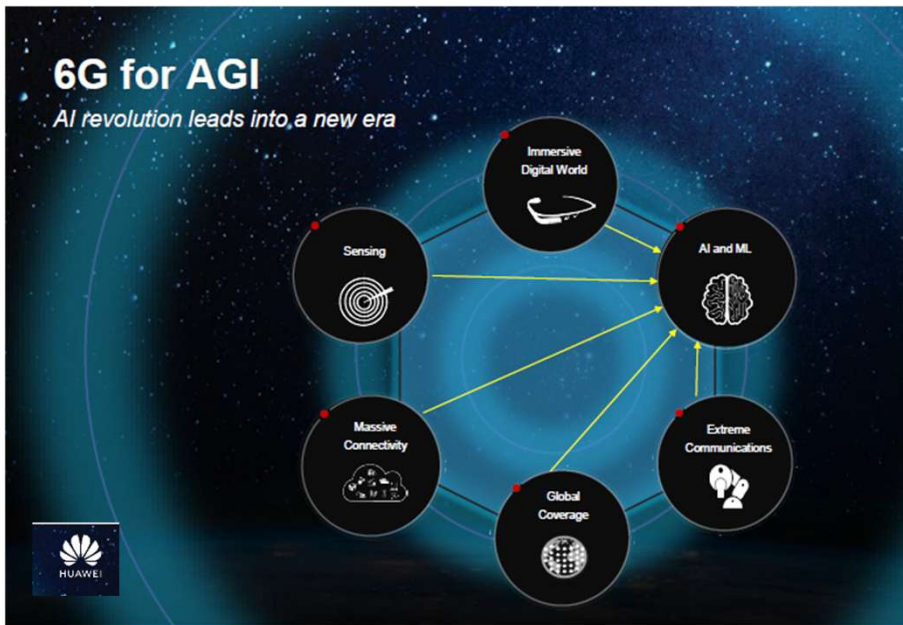 6G for AGI
AI revolution leads into a new era
Immersive
Digital World
Sensing
AI and ML
Massive
Connectivity
Extreme
Communications
Global
Coverage
HUAWEI